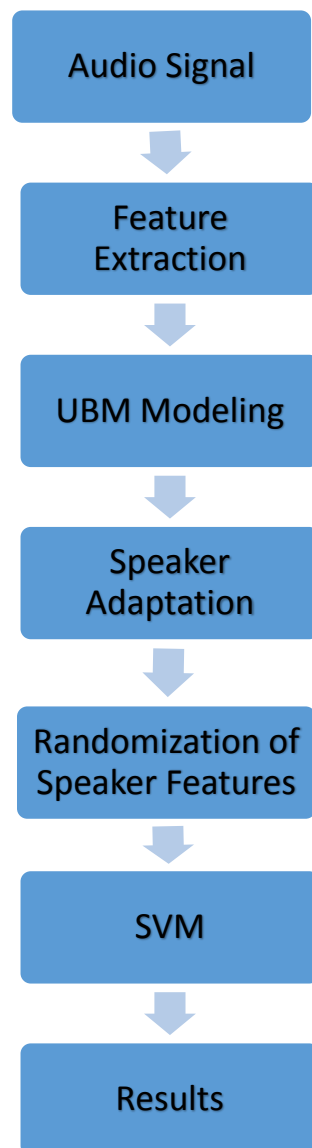 Audio Signal
Feature
Extraction
UBM Modeling
Speaker
Adaptation
Randomization of
Speaker Features
SVM
Results